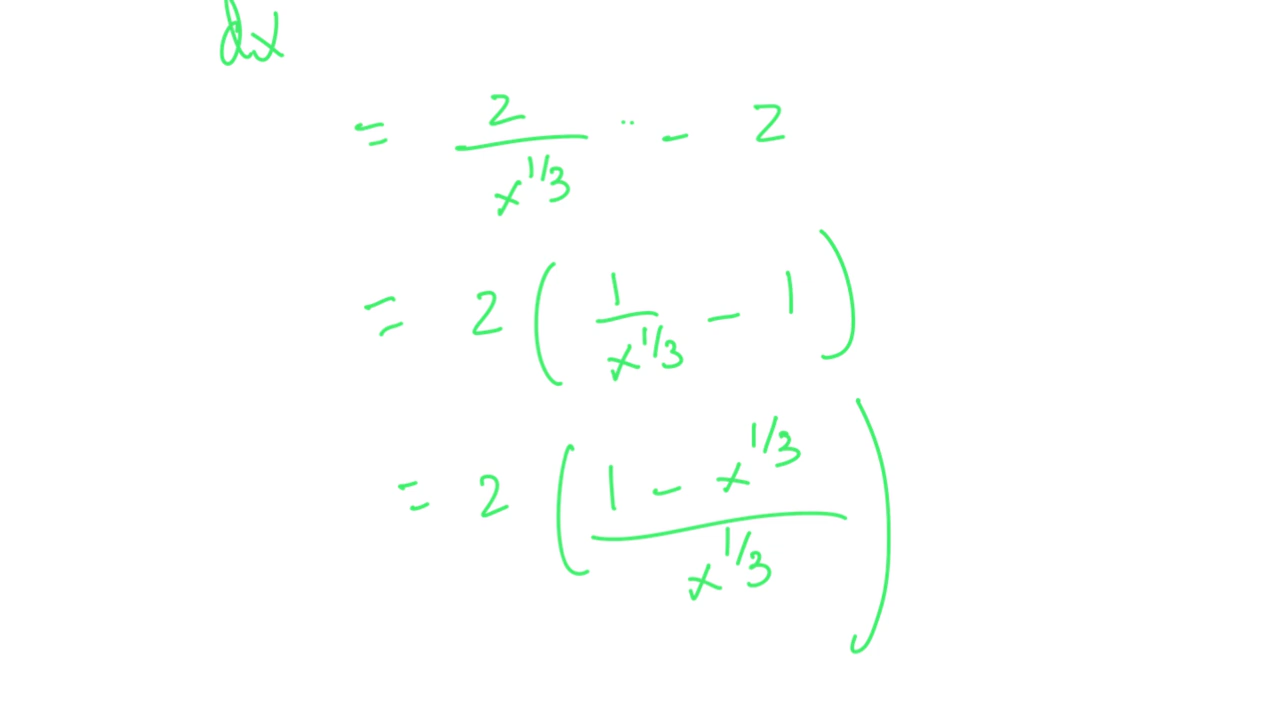 dx
= 2/x^{1/3} - 2
= 2 ( 1/x^{1/3} - 1 )
= 2 ( (1 - x^{1/3})/x^{1/3} )